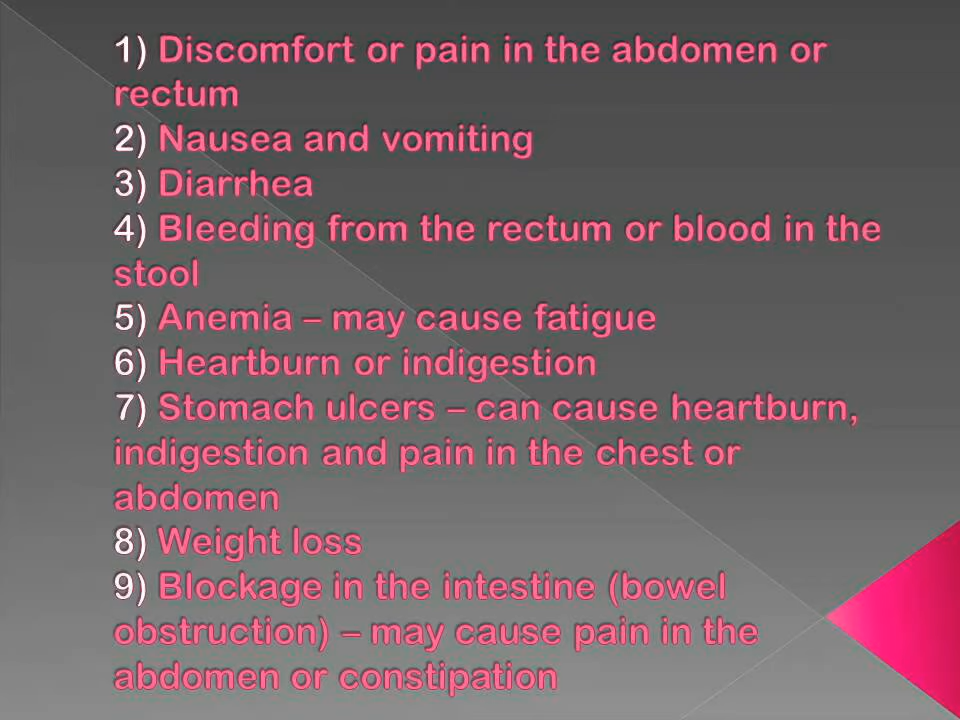 1) Discomfort or pain in the abdomen or
rectum
2) Nausea and vomiting
3) Diarrhea
4) Bleeding from the rectum or blood in the
stool
5) Anemia – may cause fatigue
6) Heartburn or indigestion
7) Stomach ulcers – can cause heartburn,
indigestion and pain in the chest or
abdomen
8) Weight loss
9) Blockage in the intestine (bowel
obstruction) – may cause pain in the
abdomen or constipation